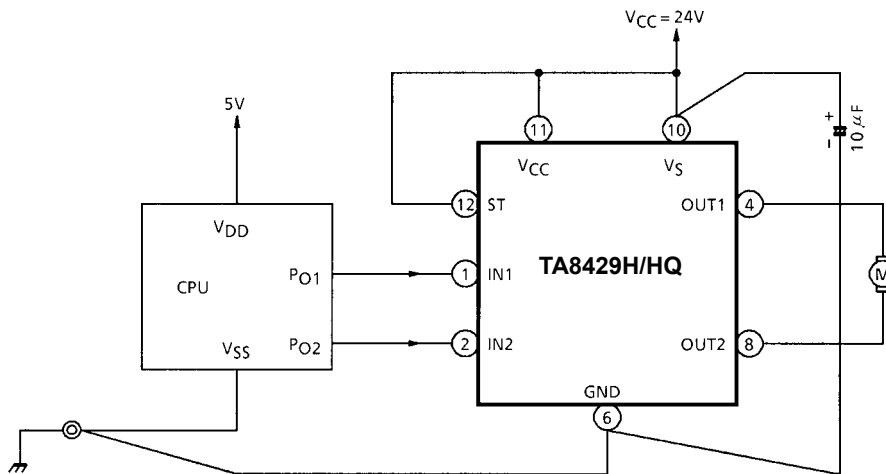 VCC = 24V
5V
11
10
+
-
10 μF
VCC
VS
12
ST
OUT1
4
VDD
TA8429H/HQ
CPU
PO1
1
IN1
M
PO2
2
IN2
VSS
OUT2
8
GND
6